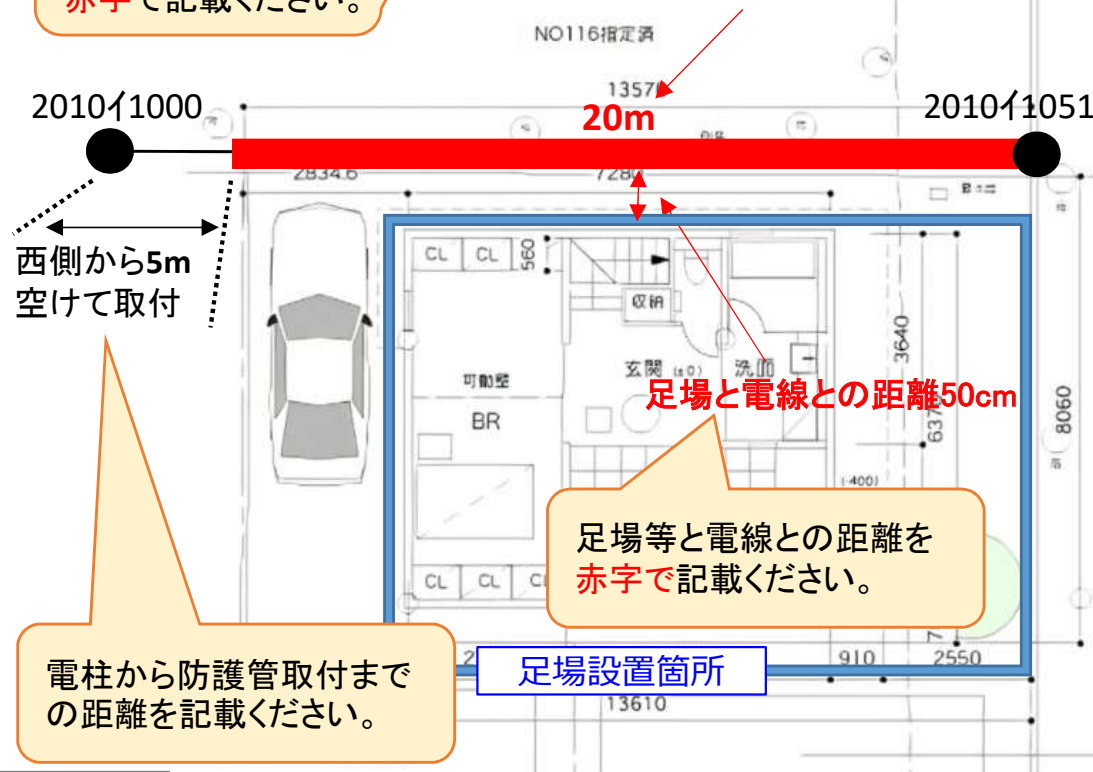 赤字で記載ください。
NO116指定済
2010イ1000
1357
2010イ1051
20m
2834.6
728
西側から5m
空けて取付
CL
CL
560
収納
3640
玄関 (±0)
洗面
可動壁
足場と電線との距離50cm
BR
637
8060
(-400)
足場等と電線との距離を
赤字で記載ください。
CL
CL
C
7
電柱から防護管取付まで
の距離を記載ください。
2
足場設置箇所
910
2550
13610